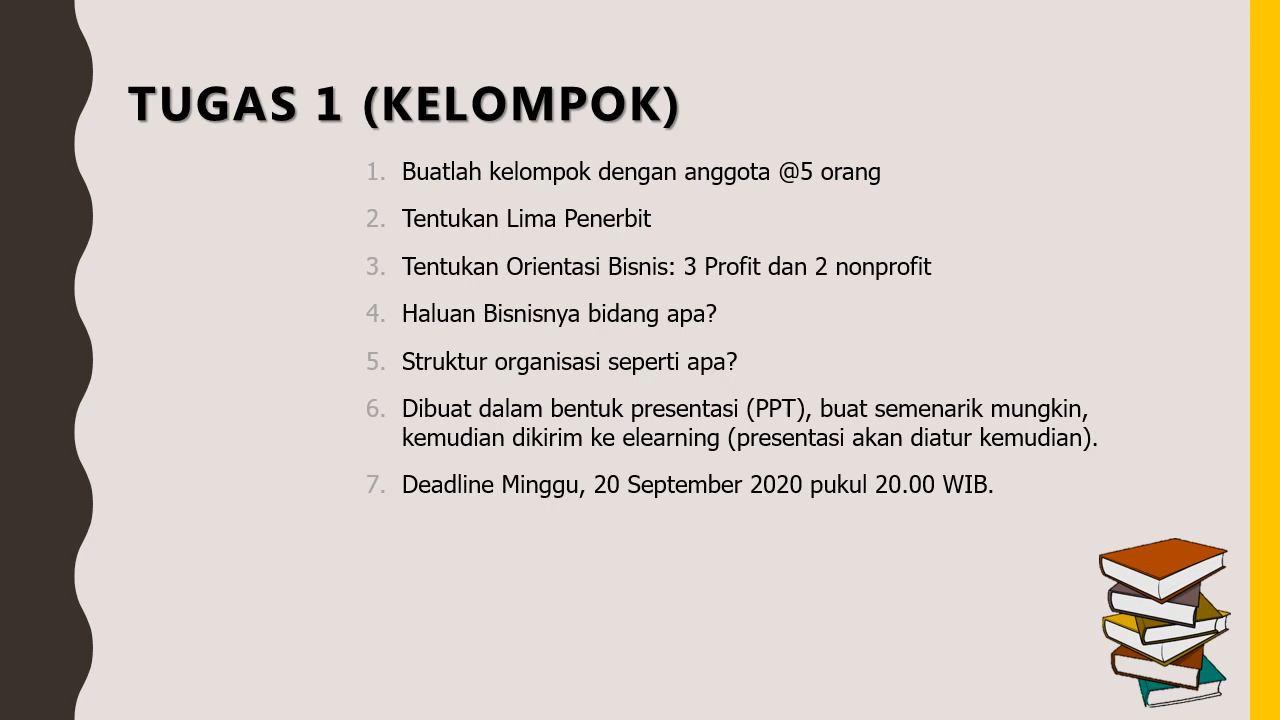 TUGAS 1 (KELOMPOK)
1. Buatlah kelompok dengan anggota @5 orang
2. Tentukan Lima Penerbit
3. Tentukan Orientasi Bisnis: 3 Profit dan 2 nonprofit
4. Haluan Bisnisnya bidang apa?
5. Struktur organisasi seperti apa?
6. Dibuat dalam bentuk presentasi (PPT), buat semenarik mungkin,
kemudian dikirim ke elearning (presentasi akan diatur kemudian).
7. Deadline Minggu, 20 September 2020 pukul 20.00 WIB.